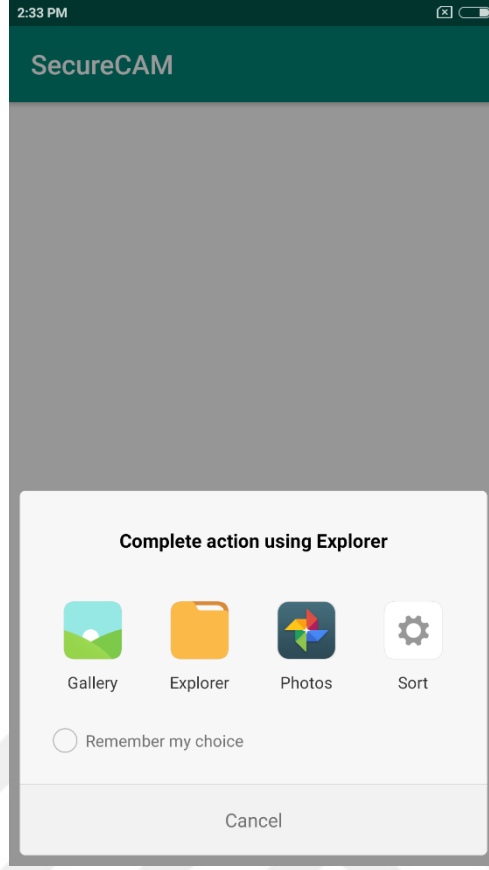 2:33 PM
SecureCAM
Complete action using Explorer
Gallery Explorer Photos Sort
Remember my choice
Cancel